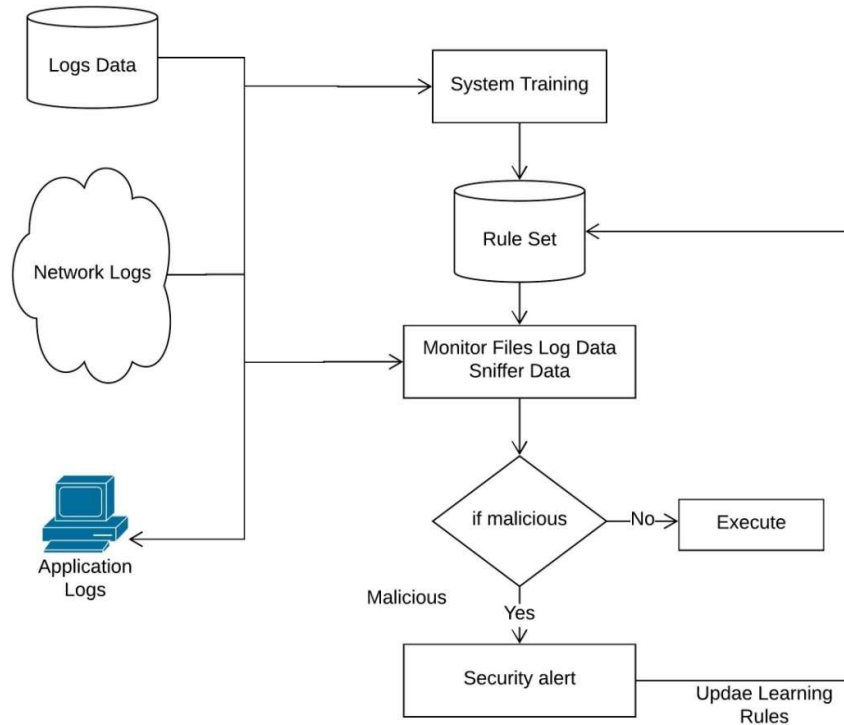 Logs Data
System Training
Network Logs
Rule Set
Monitor Files Log Data
Sniffer Data
if malicious
No
Execute
Application
Logs
Malicious
Yes
Security alert
Updae Learning
Rules